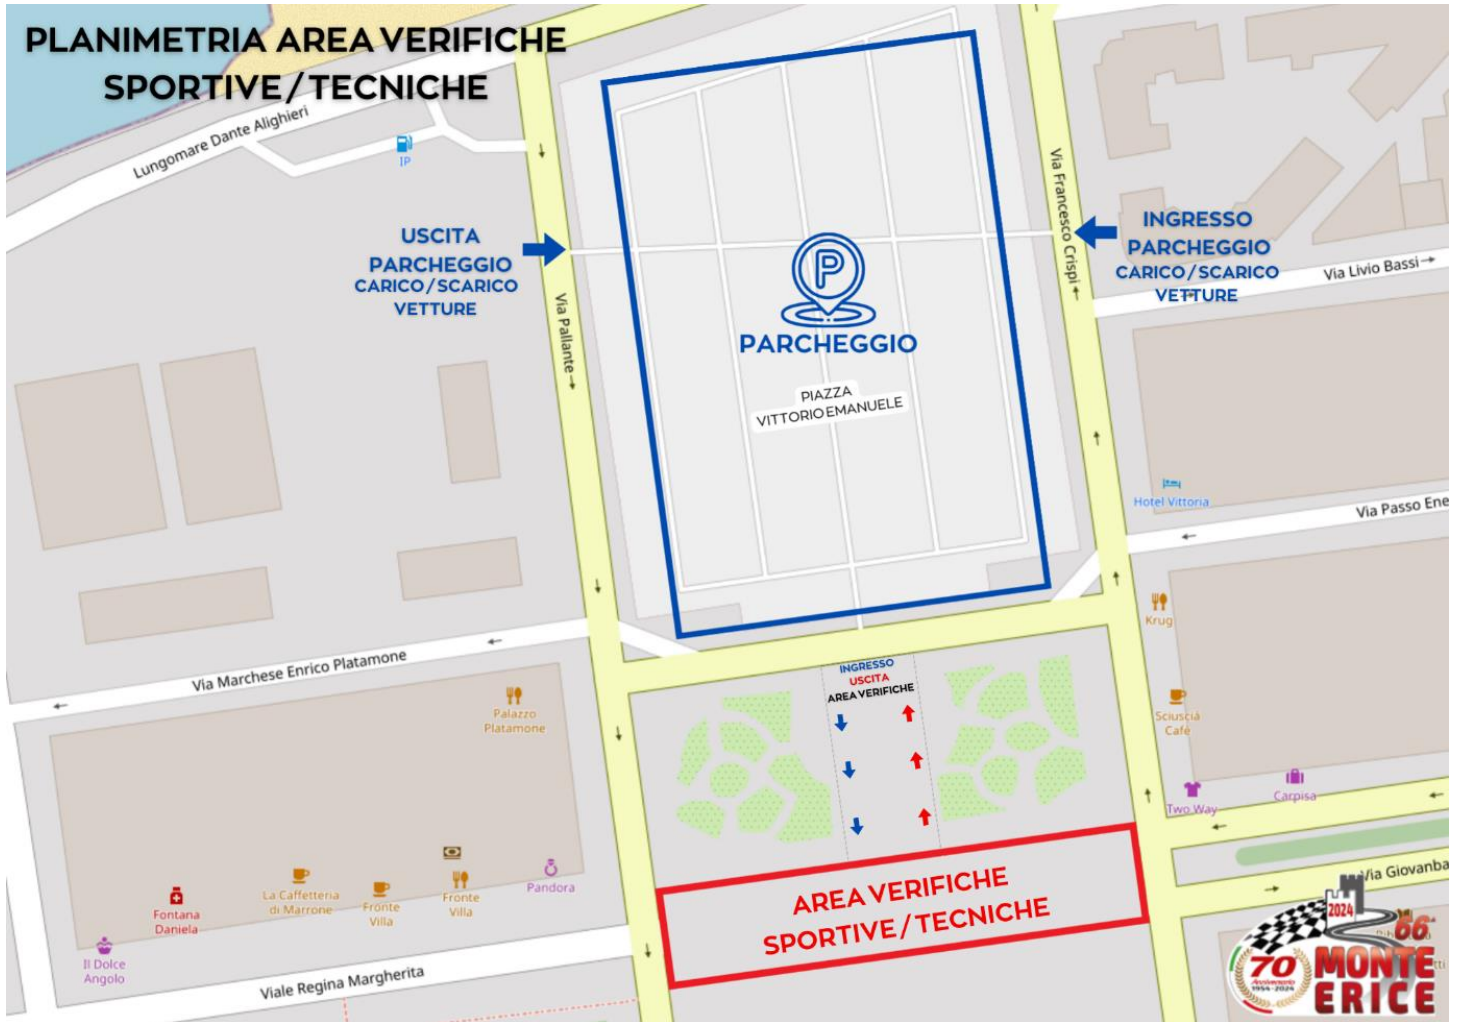 PLANIMETRIA AREA VERIFICHE
SPORTIVE/TECNICHE
Lungomare Dante Alighieri
IP
USCITA
PARCHEGGIO
CARICO/SCARICO
VETTURE
Via Pallante
Via Francesco Crispi
INGRESSO
PARCHEGGIO
CARICO/SCARICO
VETTURE
Via Livio Bassi
P
PARCHEGGIO
PIAZZA
VITTORIO EMANUELE
Hotel Vittoria
Via Passo Ene
Krug
Via Marchese Enrico Platamone
Palazzo
Platamone
INGRESSO
USCITA
AREA VERIFICHE
Sciuscià
Café
Two Way
Carpisa
La Caffetteria
di Marrone
Fronte
Villa
Fronte
Villa
Pandora
Fontana
Daniela
Il Dolce
Angolo
Viale Regina Margherita
AREA VERIFICHE
SPORTIVE/TECNICHE
Via Giovanba
2024
66
70
Anniversario
1954-2024
MONTE
ERICE